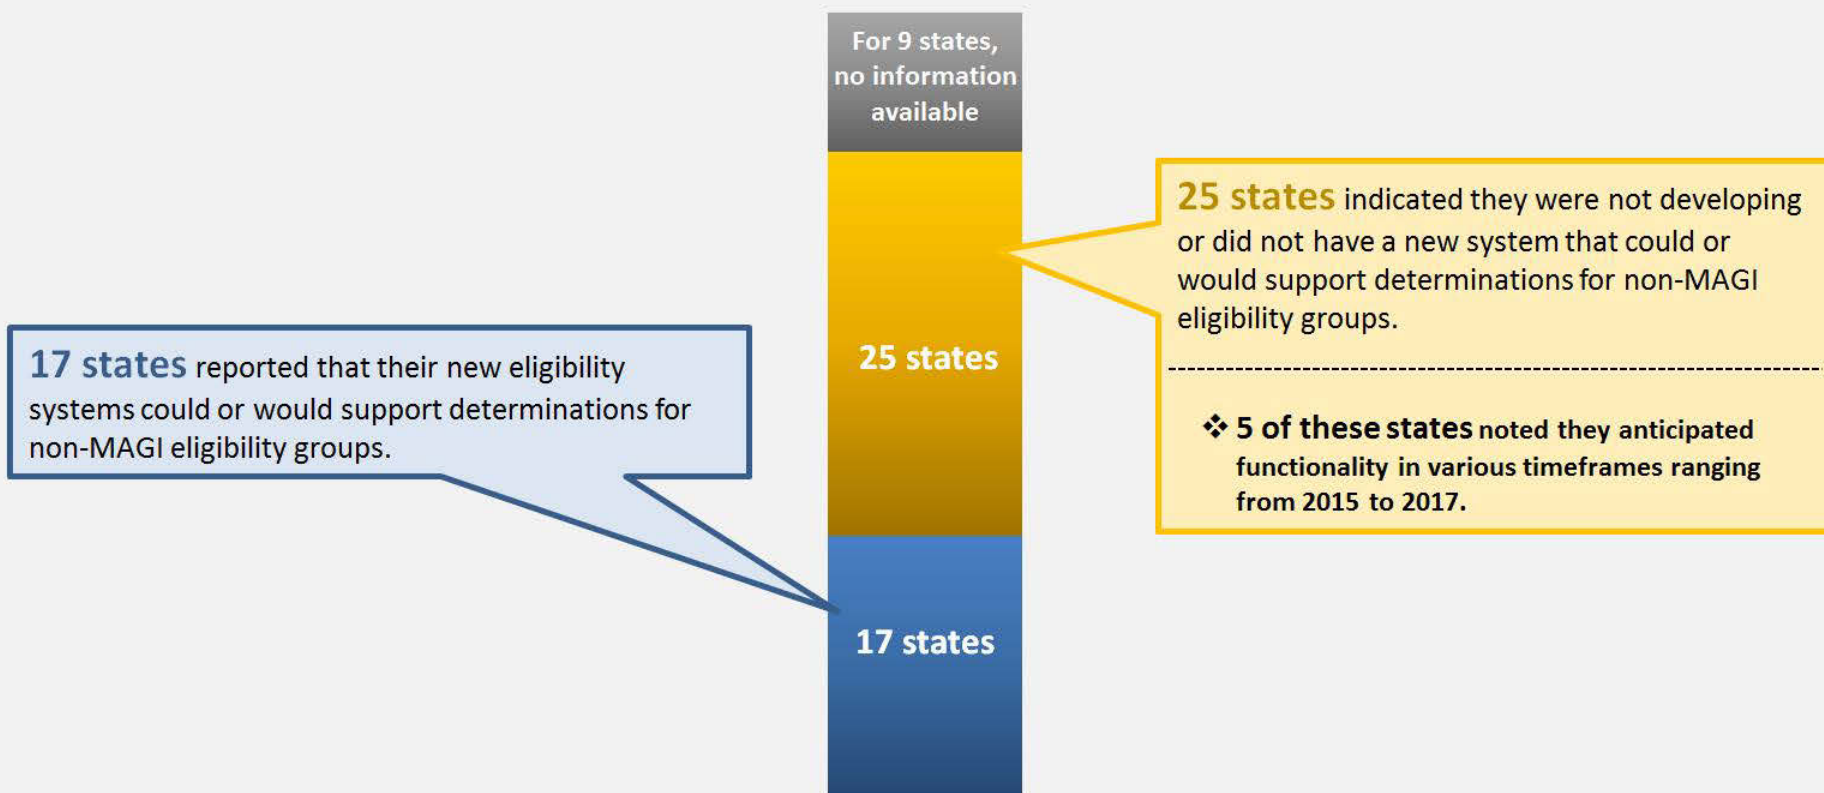 For 9 states,
no information
available
25 states indicated they were not developing
or did not have a new system that could or
would support determinations for non-MAGI
eligibility groups.
❖ 5 of these states noted they anticipated
functionality in various timeframes ranging
from 2015 to 2017.
25 states
17 states reported that their new eligibility
systems could or would support determinations for
non-MAGI eligibility groups.
17 states